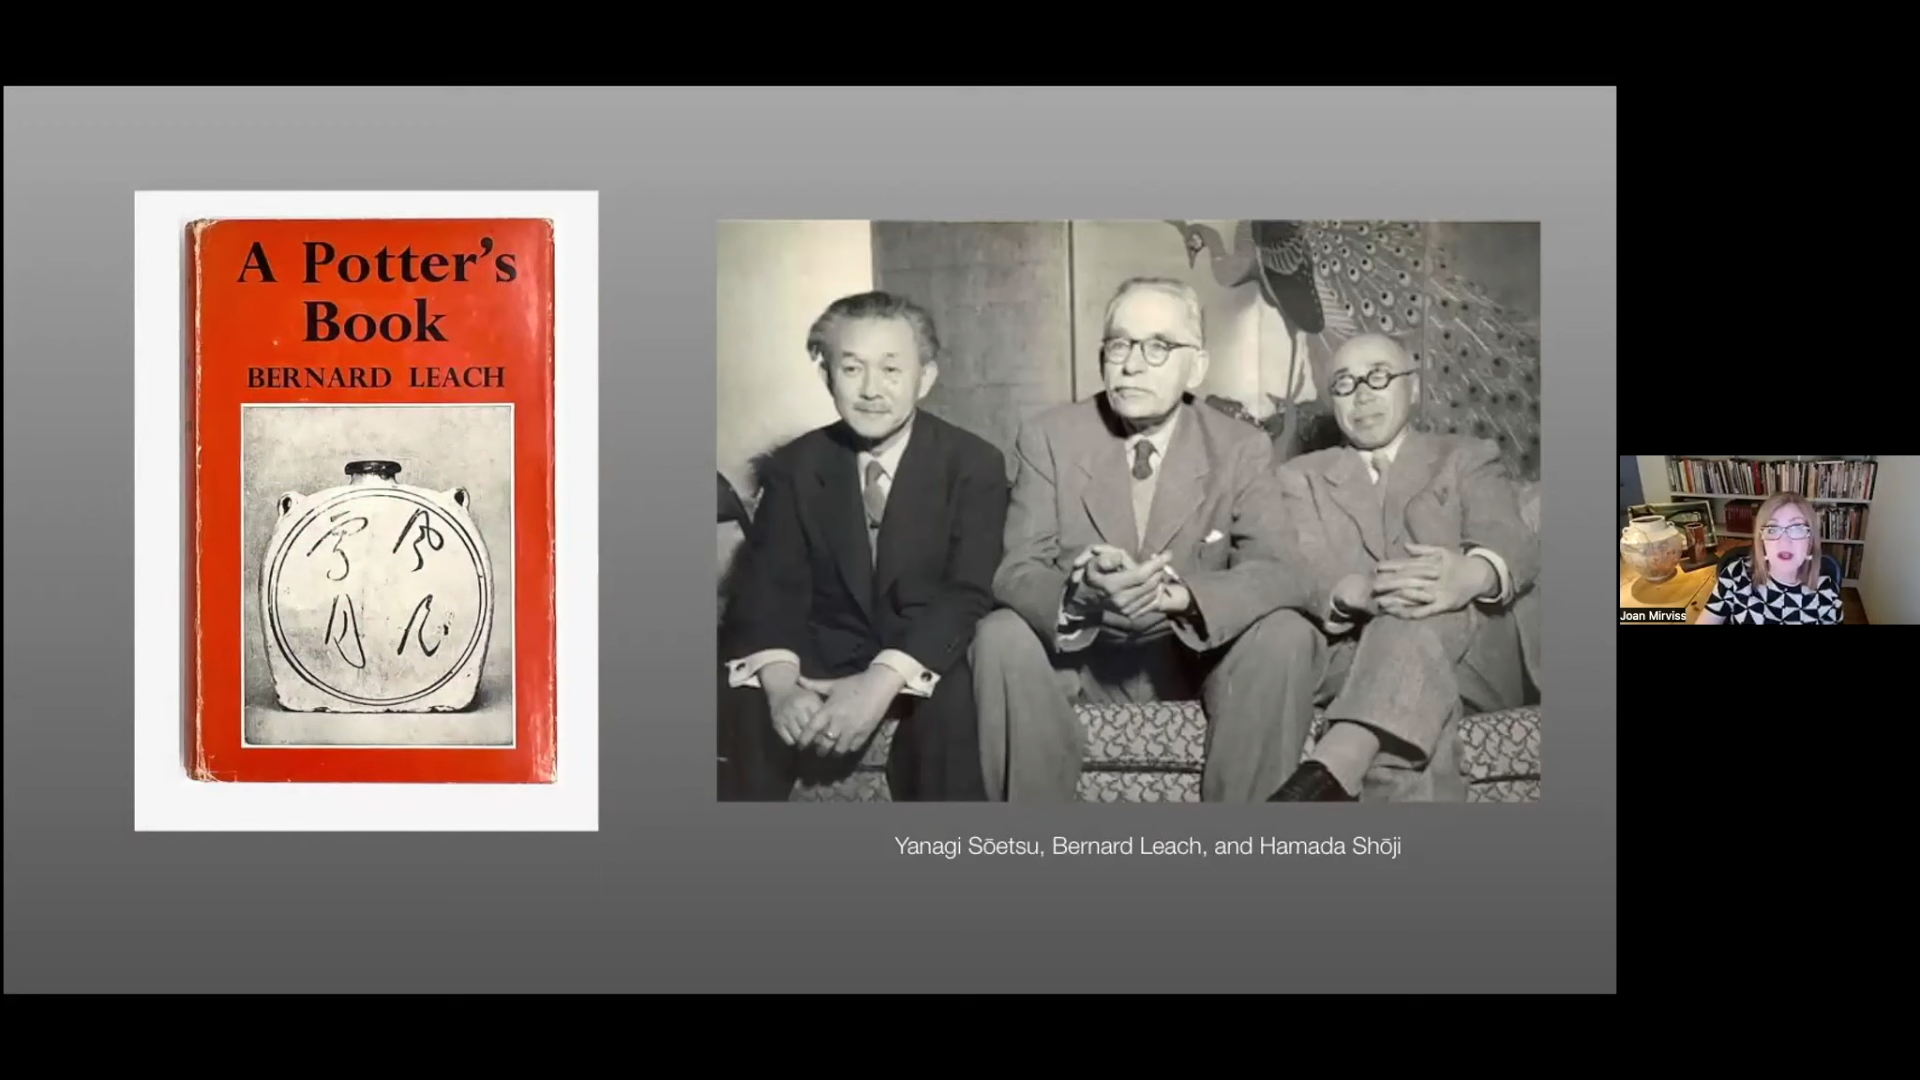 A Potter's
Book
BERNARD LEACH
Yanagi Sōetsu, Bernard Leach, and Hamada Shōji
Joan Mirviss